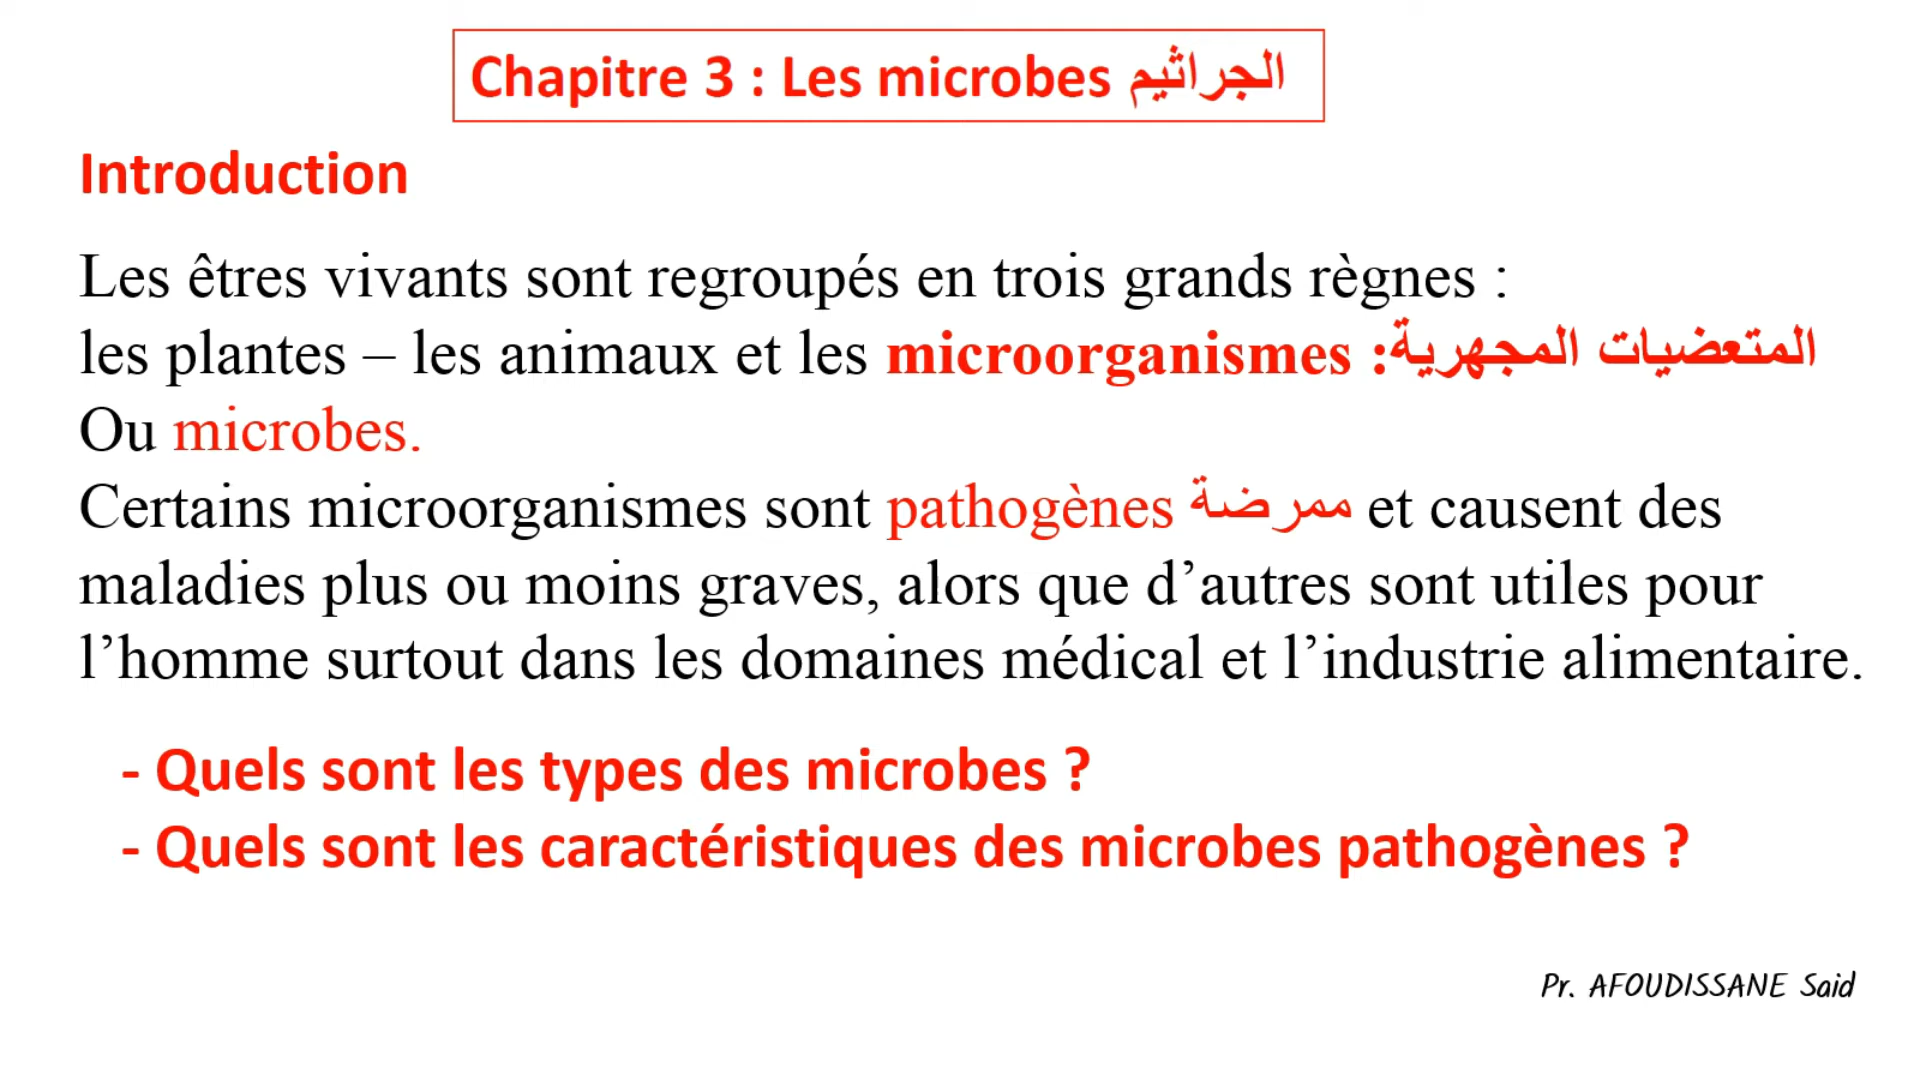 Chapitre 3 : Les microbes الجراثيم
Introduction
Les êtres vivants sont regroupés en trois grands règnes :
les plantes – les animaux et les microorganismes :المتعضيات المجهرية
Ou microbes.
Certains microorganismes sont pathogènes ممرضة et causent des
maladies plus ou moins graves, alors que d’autres sont utiles pour
l’homme surtout dans les domaines médical et l’industrie alimentaire.
- Quels sont les types des microbes ?
- Quels sont les caractéristiques des microbes pathogènes ?
Pr. AFOUDISSANE Said